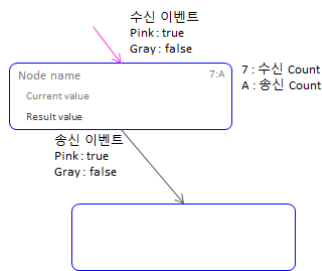 수신 이벤트
Pink : true
Gray : false
Node name 7:A
7 : 수신 Count
Current value
A : 송신 Count
Result value
송신 이벤트
Pink : true
Gray : false